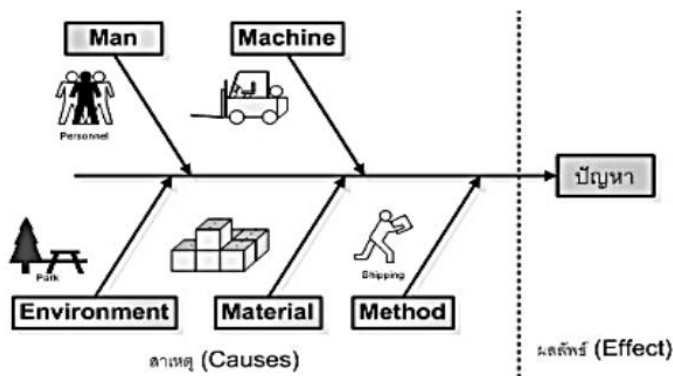 Man
Machine
Personnel
ปัญหา
Park
Shipping
Environment
Material
Method
สาเหตุ (Causes)
ผลลัพธ์ (Effect)